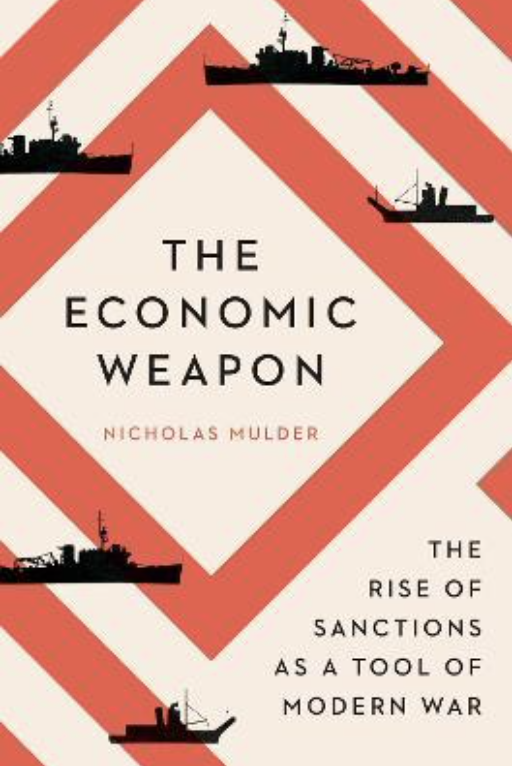 THE
ECONOMIC
WEAPON
NICHOLAS MULDER
THE
RISE OF
SANCTIONS
AS A TOOL OF
MODERN WAR